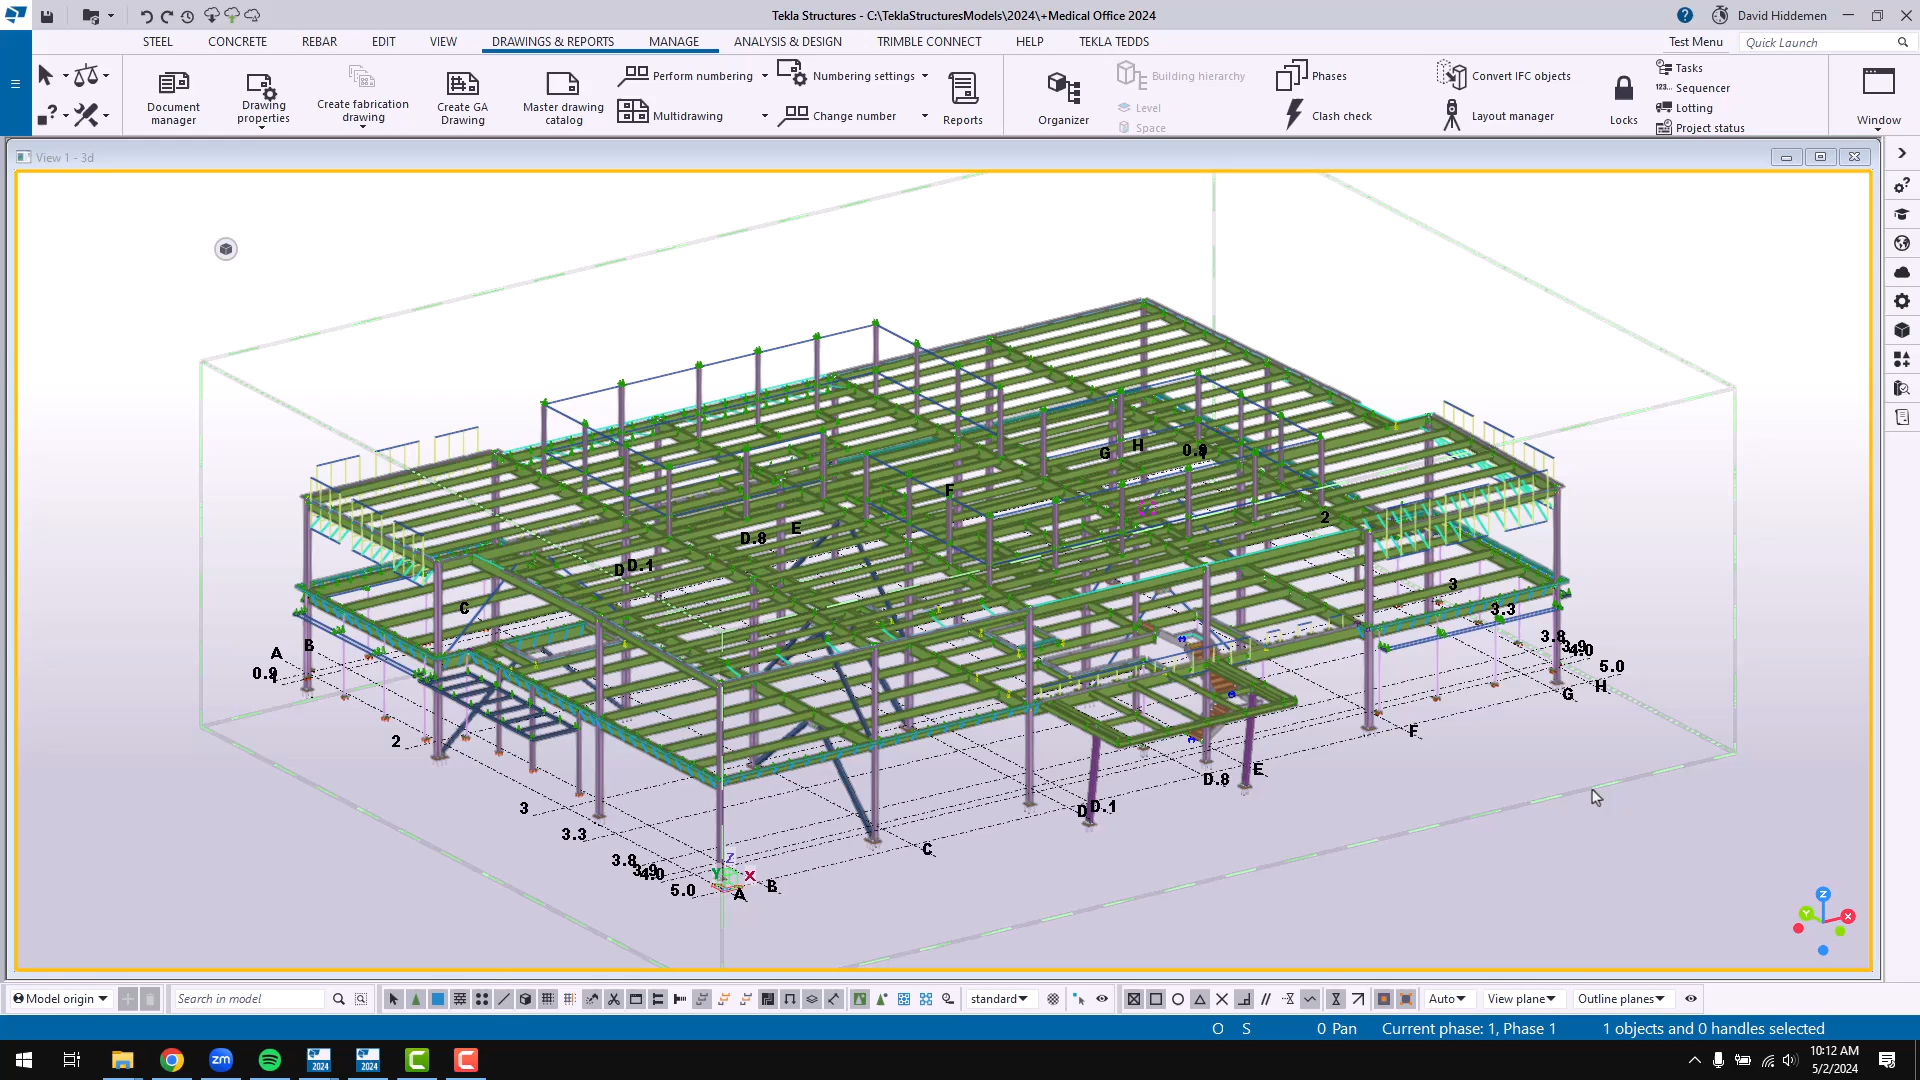 Tekla Structures - C:\TeklaStructuresModels\2024\+Medical Office 2024
David Hiddemen
STEEL CONCRETE REBAR EDIT VIEW DRAWINGS & REPORTS MANAGE ANALYSIS & DESIGN TRIMBLE CONNECT HELP TEKLA TEDDS
Test Menu Quick Launch
Document manager
Drawing properties
Create fabrication drawing
Create GA Drawing
Master drawing catalog
Perform numbering
Multidrawing
Numbering settings
Change number
Reports
Organizer
Building hierarchy
Level
Space
Phases
Clash check
Convert IFC objects
Layout manager
Locks
Tasks
Sequencer
Lotting
Project status
Window
View 1 - 3d
G H 0.9
F
2
D.8 E
D D.1
C
3
3.3
A B
0.9
3.8
4.0
5.0
G H
F
2
3
3.3
3.8
4.0
5.0
A B
C
D D.1
D.8 E
Z
Y X
Z
Y X
Model origin
Search in model
standard
Auto
View plane
Outline planes
O S 0 Pan Current phase: 1, Phase 1 1 objects and 0 handles selected
zm
2024
2024
10:12 AM
5/2/2024